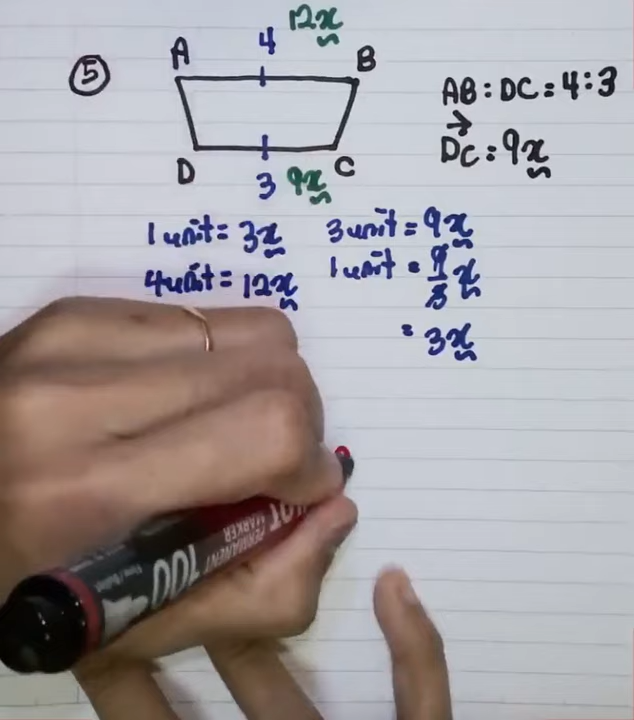 5
4 12x
A B
D C
3 9x
AB : DC = 4 : 3
→
DC = 9x
1 unit = 3x
4 unit = 12x
3 unit = 9x
1 unit = 9/3 x
= 3x
PERMANENT
MARKER
100